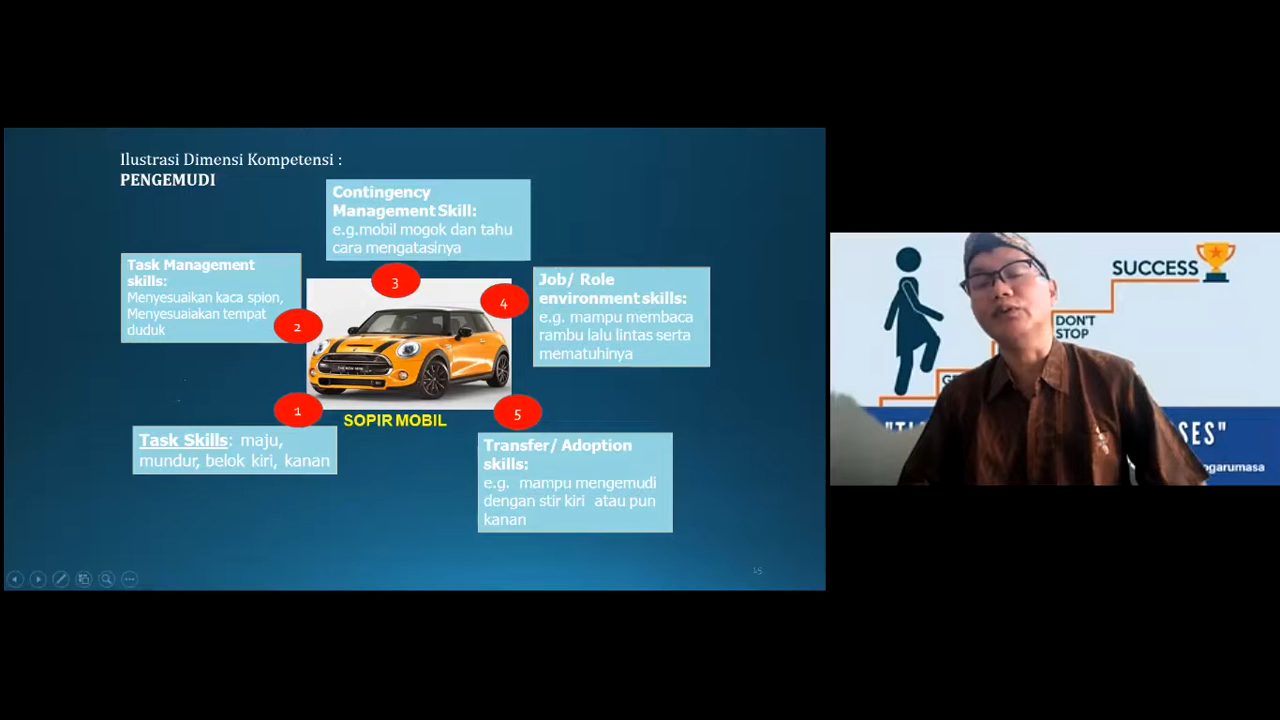 Ilustrasi Dimensi Kompetensi :
PENGEMUDI
Contingency
Management Skill:
e.g.mobil mogok dan tahu
cara mengatasinya
Task Management
skills:
Menyesuaikan kaca spion,
Menyesuaiakan tempat
duduk
3
2
4
Job/ Role
environment skills:
e.g. mampu membaca
rambu lalu lintas serta
mematuhinya
1
SOPIR MOBIL
5
Task Skills: maju,
mundur, belok kiri, kanan
Transfer/ Adoption
skills:
e.g. mampu mengemudi
dengan stir kiri atau pun
kanan
15
SUCCESS
DON'T
STOP